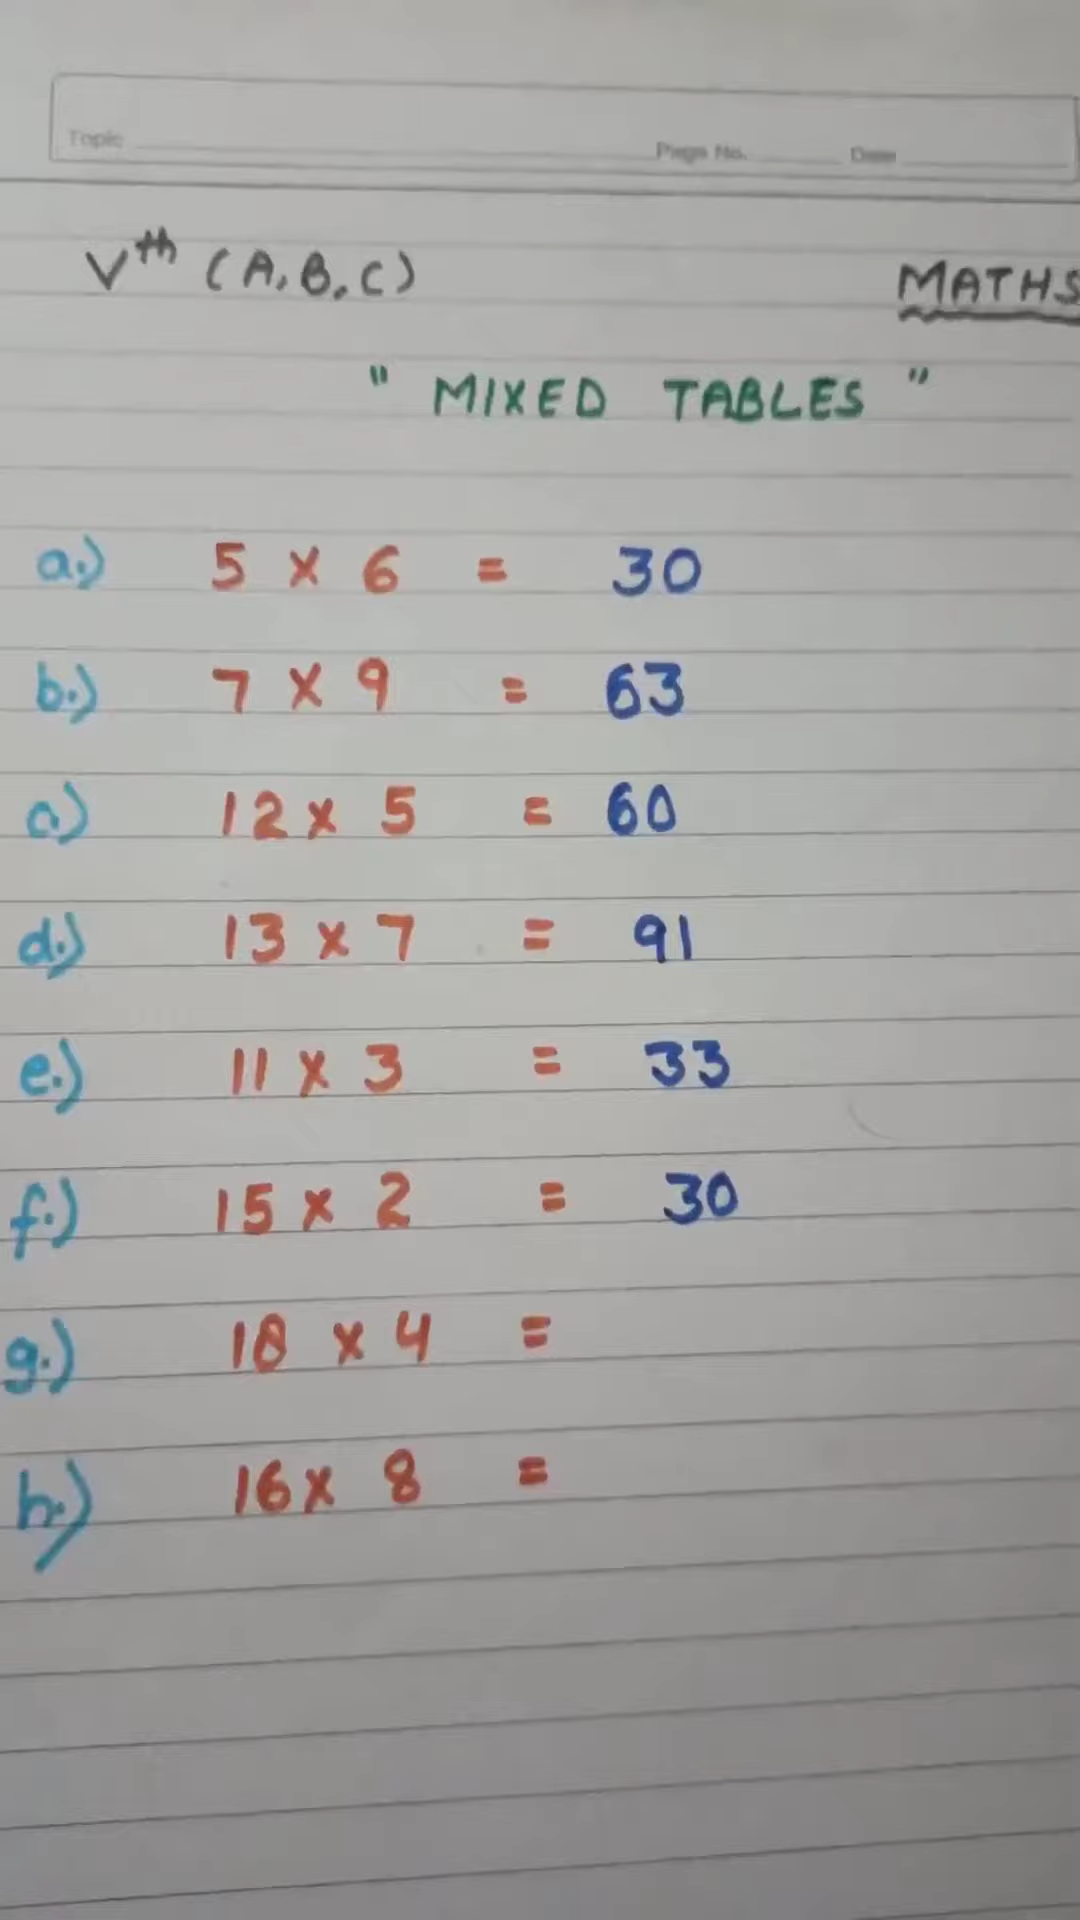 Topic Page No. Date
Vth (A, B, C) MATHS
" MIXED TABLES "
a.) 5 x 6 = 30
b.) 7 x 9 = 63
c.) 12 x 5 = 60
d.) 13 x 7 = 91
e.) 11 x 3 = 33
f.) 15 x 2 = 30
g.) 18 x 4 =
h.) 16 x 8 =